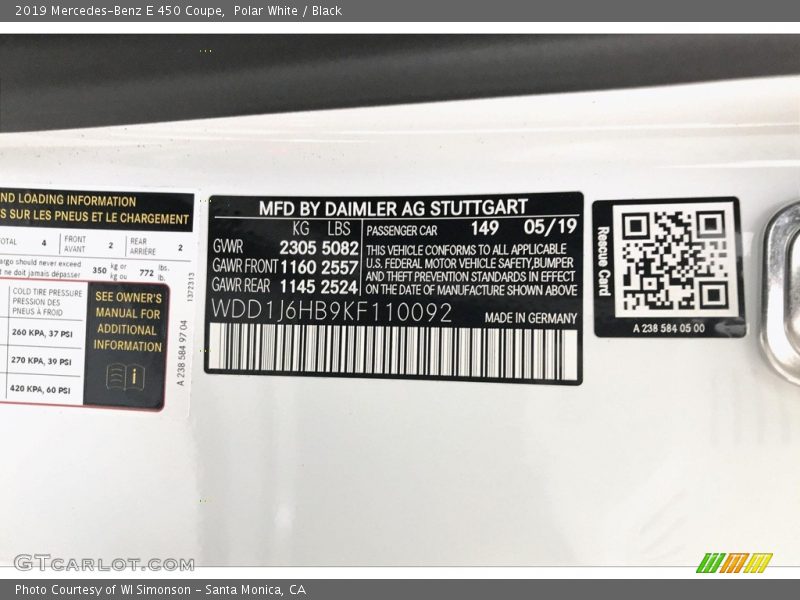 2019 Mercedes-Benz E 450 Coupe,  Polar White / Black
ND LOADING INFORMATION
S SUR LES PNEUS ET LE CHARGEMENT
OTAL 4 FRONT AVANT 2 REAR ARRIÈRE 2
argo should never exceed
t ne doit jamais dépasser 350 kg or kg ou 772 lbs. lb.
COLD TIRE PRESSURE
PRESSION DES
PNEUS À FROID
260 KPA, 37 PSI
270 KPA, 39 PSI
420 KPA, 60 PSI
SEE OWNER'S
MANUAL FOR
ADDITIONAL
INFORMATION
i
1372313
A 238 584 97 04
MFD BY DAIMLER AG STUTTGART
KG LBS
GVWR 2305 5082
GAWR FRONT 1160 2557
GAWR REAR 1145 2524
PASSENGER CAR 149 05/19
THIS VEHICLE CONFORMS TO ALL APPLICABLE
U.S. FEDERAL MOTOR VEHICLE SAFETY,BUMPER
AND THEFT PREVENTION STANDARDS IN EFFECT
ON THE DATE OF MANUFACTURE SHOWN ABOVE
WDD1J6HB9KF110092
MADE IN GERMANY
Rescue Card
A 238 584 05 00
GTCARLOT.COM
Photo Courtesy of WI Simonson - Santa Monica, CA